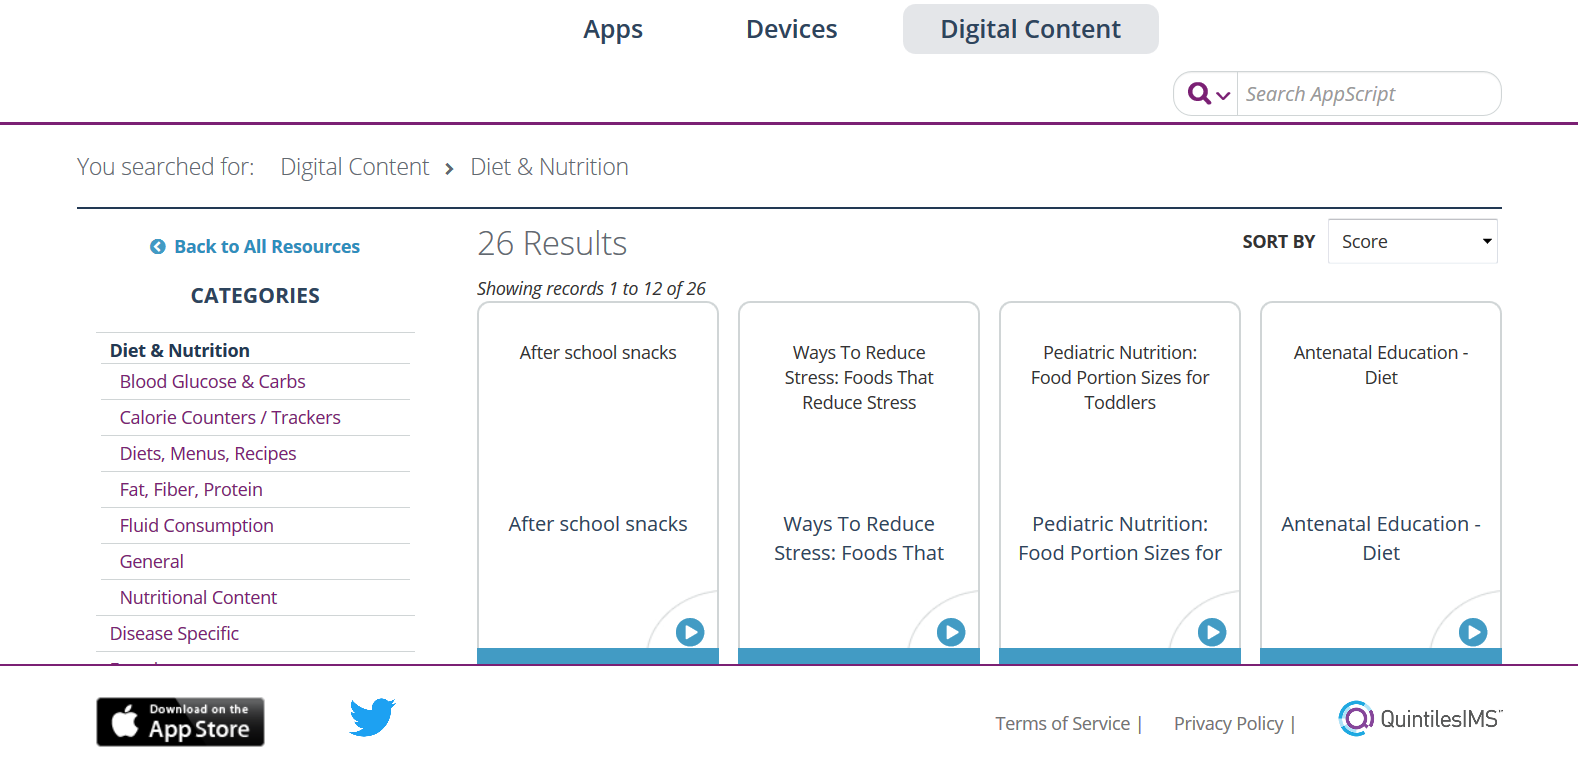 Apps
Devices
Digital Content
Search AppScript
You searched for: Digital Content > Diet & Nutrition
Back to All Resources
CATEGORIES
Diet & Nutrition
Blood Glucose & Carbs
Calorie Counters / Trackers
Diets, Menus, Recipes
Fat, Fiber, Protein
Fluid Consumption
General
Nutritional Content
Disease Specific
26 Results
SORT BY
Score
Showing records 1 to 12 of 26
After school snacks
After school snacks
Ways To Reduce
Stress: Foods That
Reduce Stress
Ways To Reduce
Stress: Foods That
Pediatric Nutrition:
Food Portion Sizes for
Toddlers
Pediatric Nutrition:
Food Portion Sizes for
Antenatal Education -
Diet
Antenatal Education -
Diet
Download on the
App Store
Terms of Service |
Privacy Policy |
QuintilesIMS™